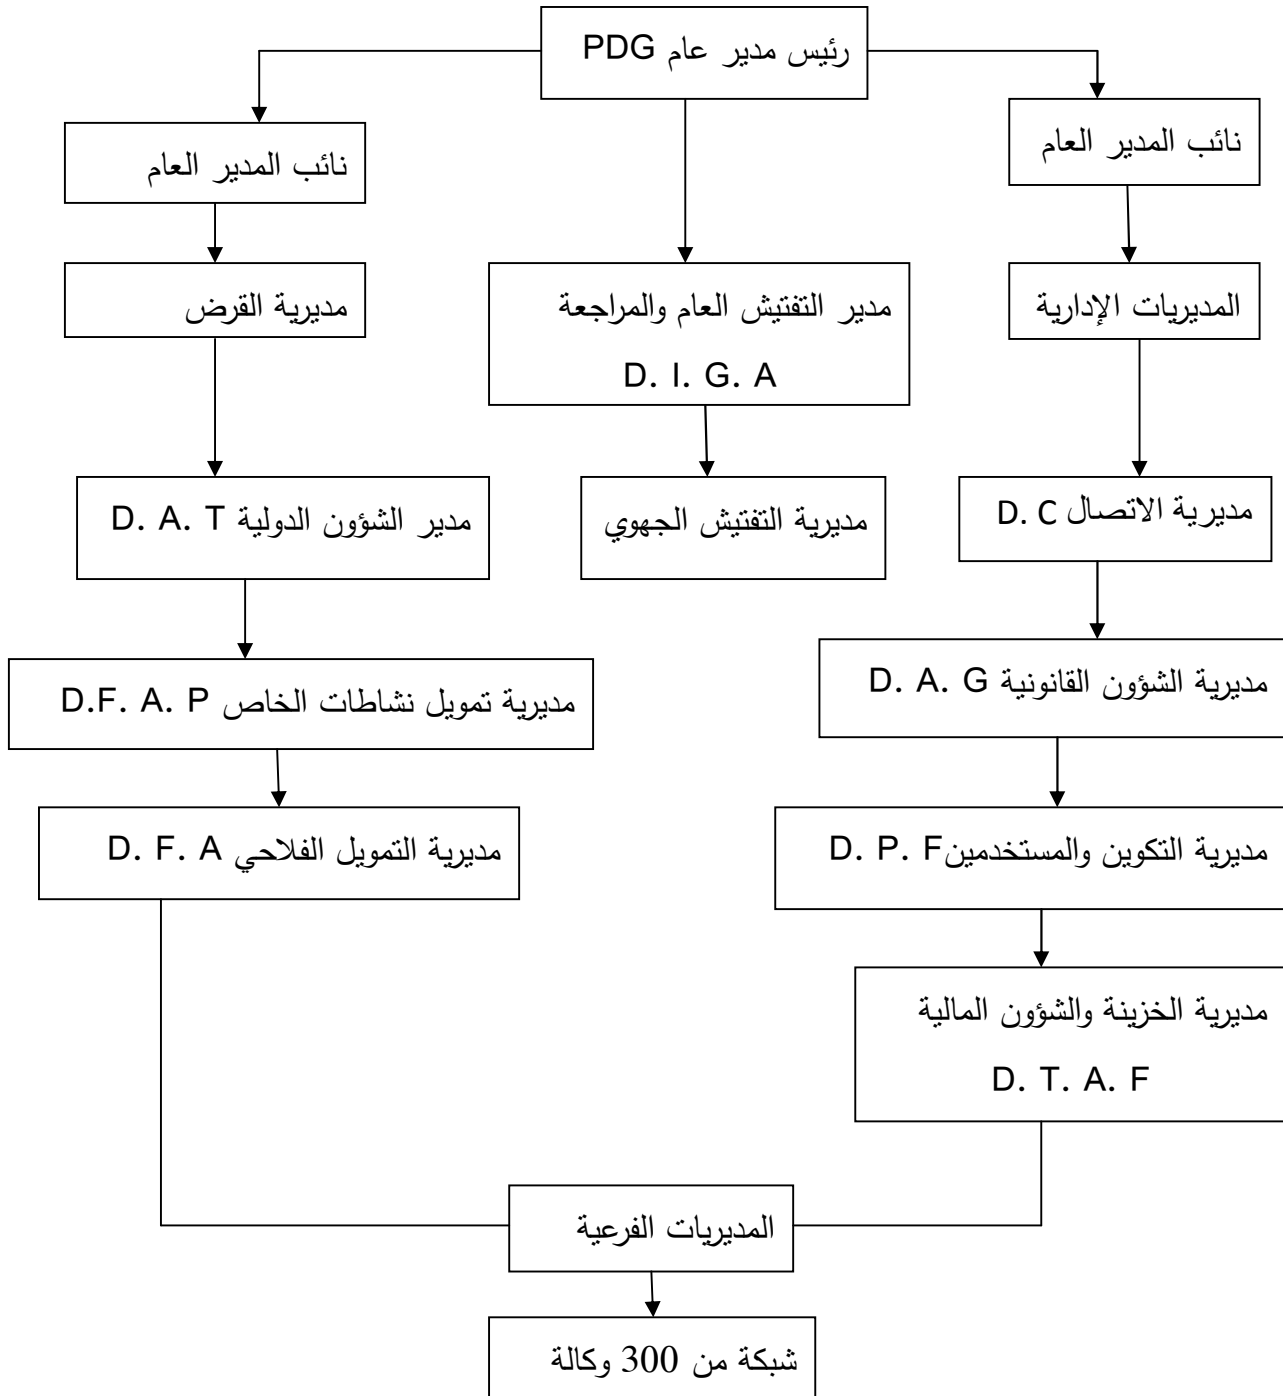 رئيس مدير عام PDG
نائب المدير العام
نائب المدير العام
المديريات الإدارية
مدير التفتيش العام والمراجعة
D. I. G. A
مديرية القرض
مديرية الاتصال D. C
مديرية التفتيش الجهوي
مدير الشؤون الدولية D. A. T
مديرية الشؤون القانونية D. A. G
مديرية تمويل نشاطات الخاص D.F. A. P
مديرية التكوين والمستخدمين D. P. F
مديرية التمويل الفلاحي D. F. A
مديرية الخزينة والشؤون المالية
D. T. A. F
المديريات الفرعية
شبكة من 300 وكالة